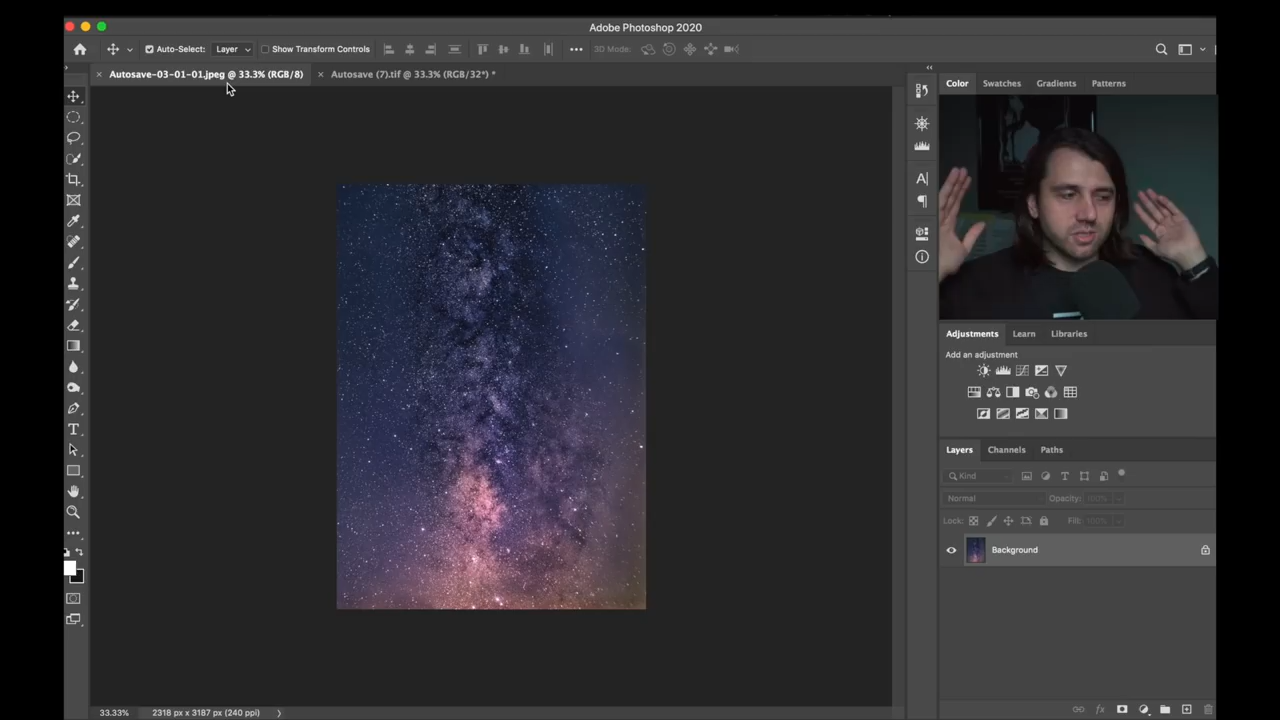 Adobe Photoshop 2020
Auto-Select: Layer Show Transform Controls 3D Mode:
Autosave-03-01-01.jpeg @ 33.3% (RGB/8) Autosave (7).tif @ 33.3% (RGB/32*) *
Color Swatches Gradients Patterns
Adjustments Learn Libraries
Add an adjustment
Layers Channels Paths
Kind
Normal Opacity: 100%
Lock: Fill: 100%
Background
33.33% 2318 px x 3187 px (240 ppi)